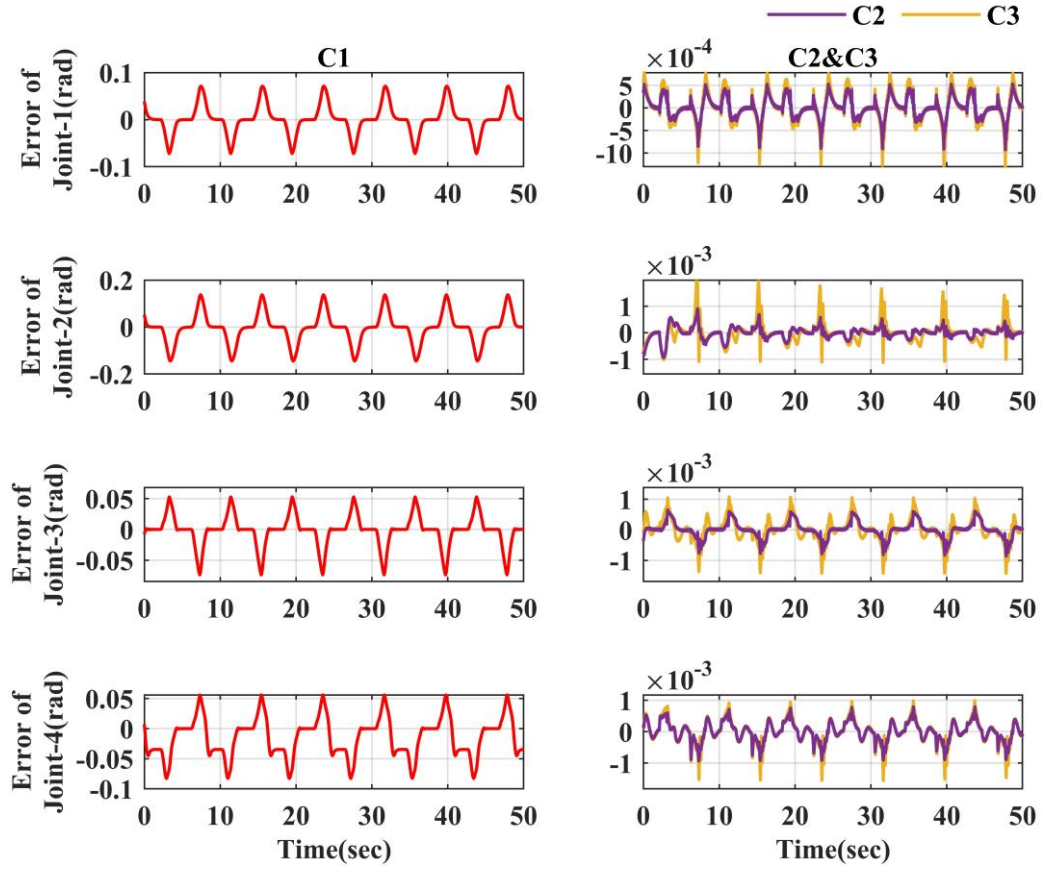 C2 C3
C1
C2&C3
Error of
Joint-1(rad)
0.1
0
-0.1
0 10 20 30 40 50
×10-4
5
0
-5
-10
0 10 20 30 40 50
Error of
Joint-2(rad)
0.2
0
-0.2
0 10 20 30 40 50
×10-3
1
0
-1
0 10 20 30 40 50
Error of
Joint-3(rad)
0.05
0
-0.05
0 10 20 30 40 50
×10-3
1
0
-1
0 10 20 30 40 50
Error of
Joint-4(rad)
0.05
0
-0.05
-0.1
0 10 20 30 40 50
Time(sec)
×10-3
1
0
-1
0 10 20 30 40 50
Time(sec)